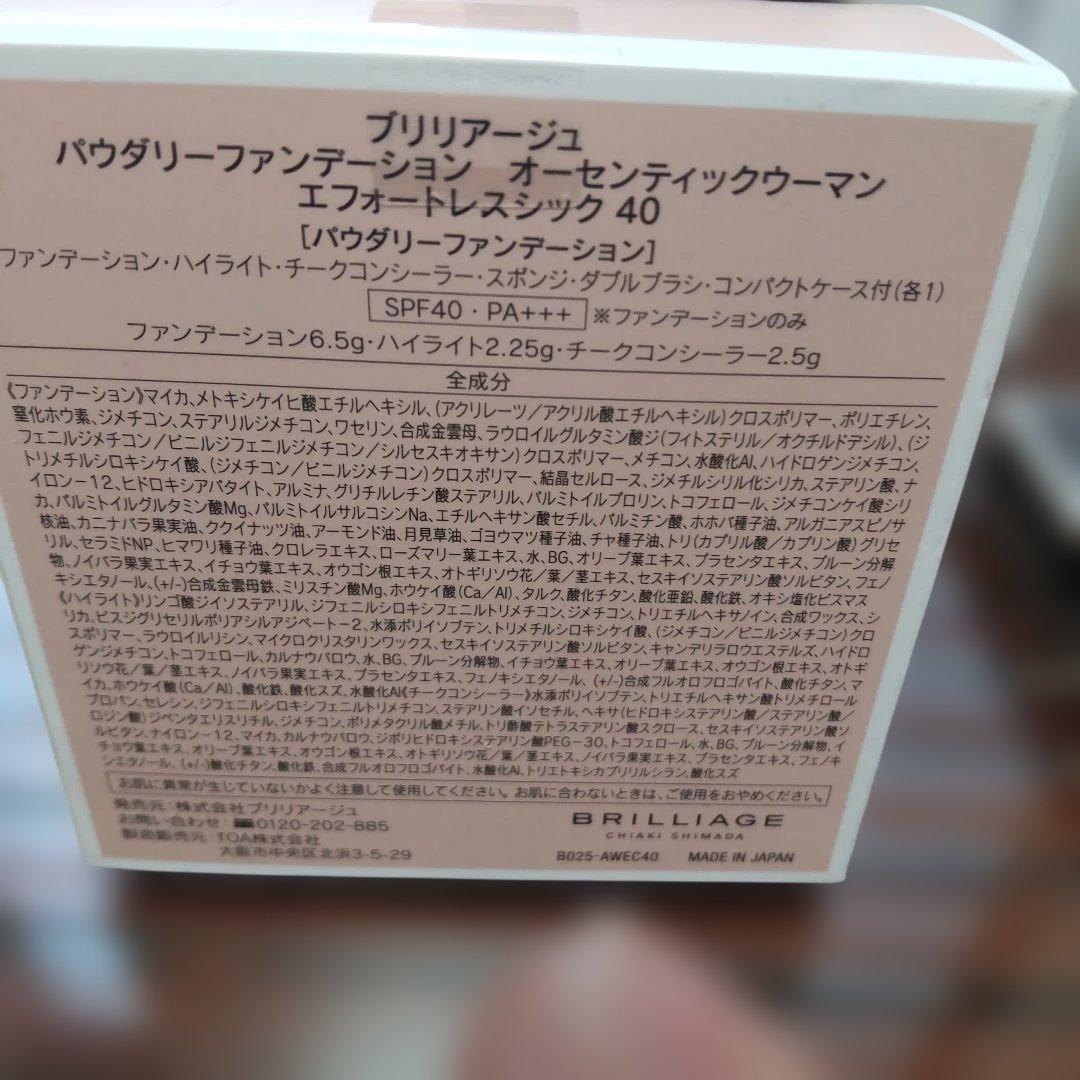 ブリリアージュ
パウダリーファンデーション オーセンティックウーマン
エフォートレスシック 40
[パウダリーファンデーション]
ファンデーション・ハイライト・チークコンシーラー・スポンジ・ダブルブラシ・コンパクトケース付(各1)
SPF40・PA+++ ※ファンデーションのみ
ファンデーション6.5g・ハイライト2.25g・チークコンシーラー2.5g
全成分
《ファンデーション》マイカ、メトキシケイヒ酸エチルヘキシル、(アクリレーツ/アクリル酸エチルヘキシル)クロスポリマー、ポリエチレン、
窒化ホウ素、ジメチコン、ステアリルジメチコン、ワセリン、合成金雲母、ラウロイルグルタミン酸ジ(フィトステリル/オクチルドデシル)、(ジ
フェニルジメチコン/ビニルジフェニルジメチコン/シルセスキオキサン)クロスポリマー、メチコン、水酸化Al、ハイドロゲンジメチコン、
トリメチルシロキシケイ酸、(ジメチコン/ビニルジメチコン)クロスポリマー、結晶セルロース、ジメチルシリル化シリカ、ステアリン酸、ナ
イロン-12、ヒドロキシアパタイト、アルミナ、グリチルレチン酸ステアリル、パルミトイルプロリン、トコフェロール、ジメチコンケイ酸シリ
カ、パルミトイルグルタミン酸Mg、パルミトイルサルコシンNa、エチルヘキサン酸セチル、パルミチン酸、ホホバ種子油、アルガニアスピノサ
核油、カニナバラ果実油、ククイナッツ油、アーモンド油、月見草油、ゴヨウマツ種子油、チャ種子油、トリ(カプリル酸/カプリン酸)グリセ
リル、セラミドNP、ヒマワリ種子油、クロレラエキス、ローズマリー葉エキス、水、BG、オリーブ葉エキス、プラセンタエキス、プルーン分解
物、ノイバラ果実エキス、イチョウ葉エキス、オウゴン根エキス、オトギリソウ花/葉/茎エキス、セスキイソステアリン酸ソルビタン、フェノ
キシエタノール、(+/-)合成金雲母鉄、ミリスチン酸Mg、ホウケイ酸(Ca/Al)、タルク、酸化チタン、酸化亜鉛、酸化鉄、オキシ塩化ビスマス
《ハイライト》リンゴ酸ジイソステアリル、ジフェニルシロキシフェニルトリメチコン、ジメチコン、トリエチルヘキサノイン、合成ワックス、シ
リカ、ビスジグリセリルポリアシルアジペート-2、水添ポリイソブテン、トリメチルシロキシケイ酸、(ジメチコン/ビニルジメチコン)クロ
スポリマー、ラウロイルリシン、マイクロクリスタリンワックス、セスキイソステアリン酸ソルビタン、キャンデリラロウエステルズ、ハイドロ
ゲンジメチコン、トコフェロール、カルナウバロウ、水、BG、プルーン分解物、イチョウ葉エキス、オリーブ葉エキス、オウゴン根エキス、オトギ
リソウ花/葉/茎エキス、ノイバラ果実エキス、プラセンタエキス、フェノキシエタノール、(+/-)合成フルオロフロゴパイト、酸化チタン、マ
イカ、ホウケイ酸(Ca/Al)、酸化鉄、酸化スズ、水酸化Al《チークコンシーラー》水添ポリイソブテン、トリエチルヘキサン酸トリメチロール
プロパン、セレシン、ジフェニルシロキシフェニルトリメチコン、ステアリン酸イソセチル、ヘキサ(ヒドロキシステアリン酸/ステアリン酸/
ロジン酸)ジペンタエリスリチル、ジメチコン、ポリメタクリル酸メチル、トリ酢酸テトラステアリン酸スクロース、セスキイソステアリン酸ソ
ルビタン、ナイロン-12、マイカ、カルナウバロウ、ジポリヒドロキシステアリン酸PEG-30、トコフェロール、水、BG、プルーン分解物、イ
チョウ葉エキス、オリーブ葉エキス、オウゴン根エキス、オトギリソウ花/葉/茎エキス、ノイバラ果実エキス、プラセンタエキス、フェノキ
シエタノール、(+/-)酸化チタン、酸化鉄、合成フルオロフロゴパイト、水酸化Al、トリエトキシカプリリルシラン、酸化スズ
お肌に異常が生じていないかよく注意して使用してください。お肌に合わないときは、ご使用をおやめください。
発売元:株式会社ブリリアージュ
お問い合わせ:0120-202-885
製造販売元:TOA株式会社
大阪市中央区北浜3-5-29
BRILLIAGE
CHIAKI SHIMADA
B025-AWEC40 MADE IN JAPAN